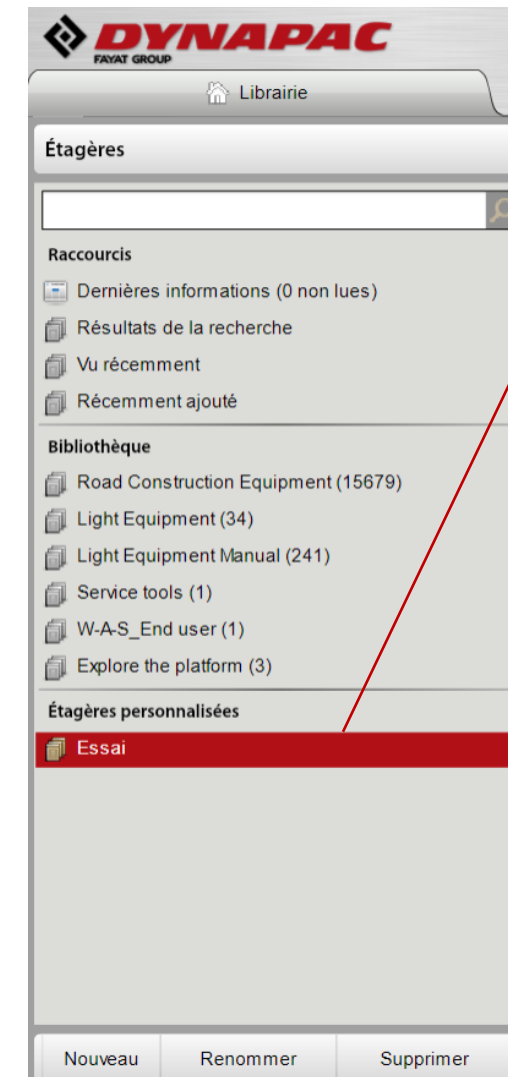 DYNAPAC
FAYAT GROUP
Librairie
Étagères
Raccourcis
Dernières informations (0 non lues)
Résultats de la recherche
Vu récemment
Récemment ajouté
Bibliothèque
Road Construction Equipment (15679)
Light Equipment (34)
Light Equipment Manual (241)
Service tools (1)
W-A-S_End user (1)
Explore the platform (3)
Étagères personnalisées
Essai
Nouveau Renommer Supprimer